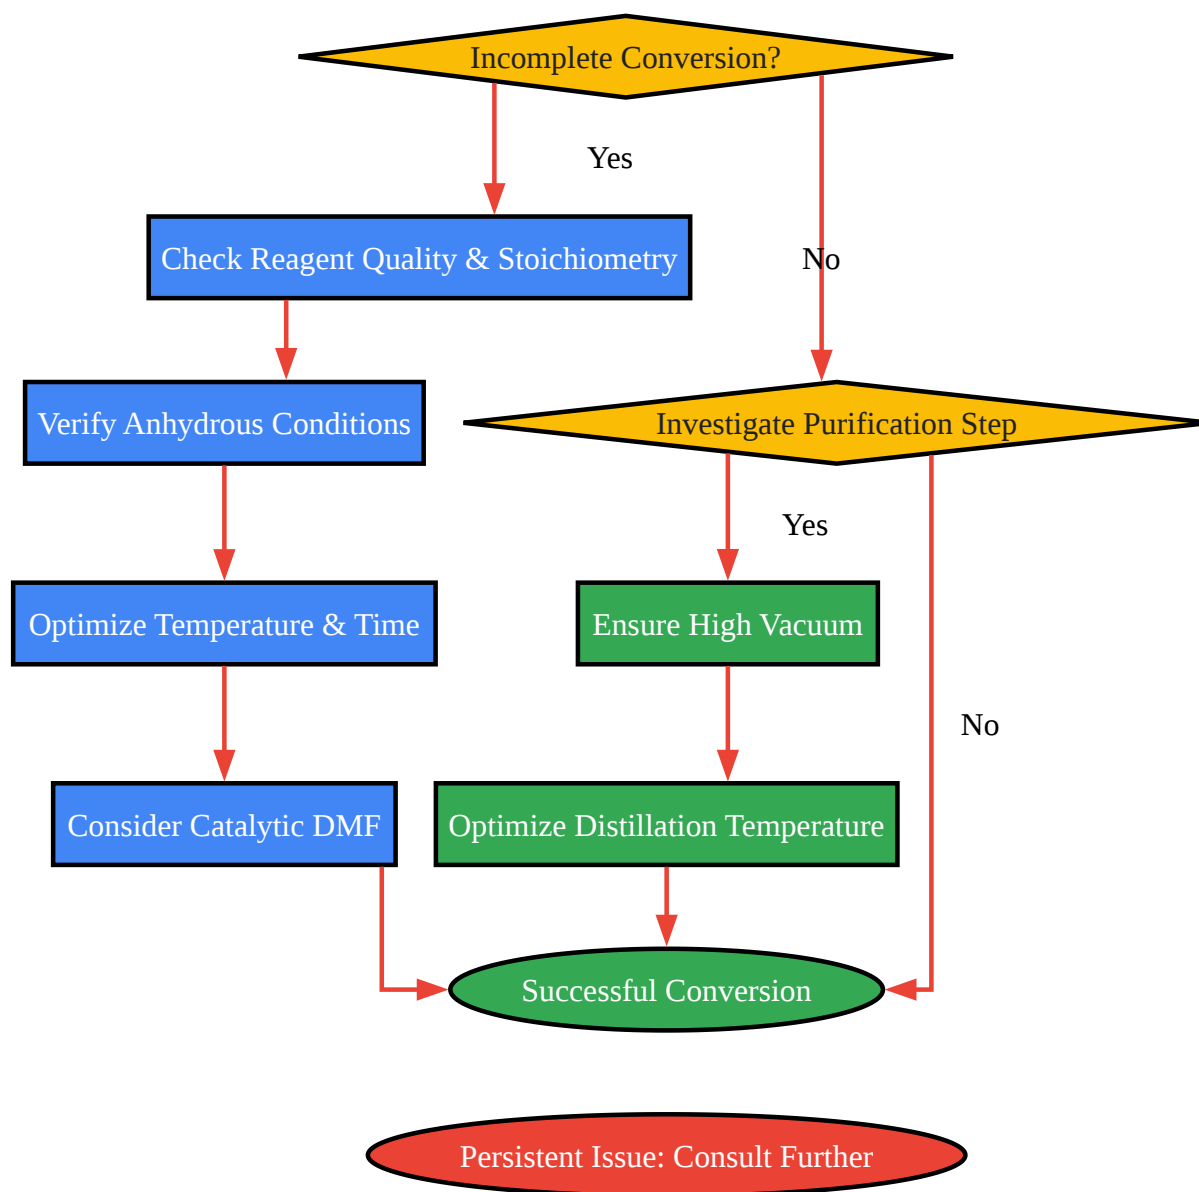 Incomplete Conversion?
Yes
Check Reagent Quality & Stoichiometry
No
Verify Anhydrous Conditions
Investigate Purification Step
Yes
Optimize Temperature & Time
Ensure High Vacuum
No
Consider Catalytic DMF
Optimize Distillation Temperature
Successful Conversion
Persistent Issue: Consult Further